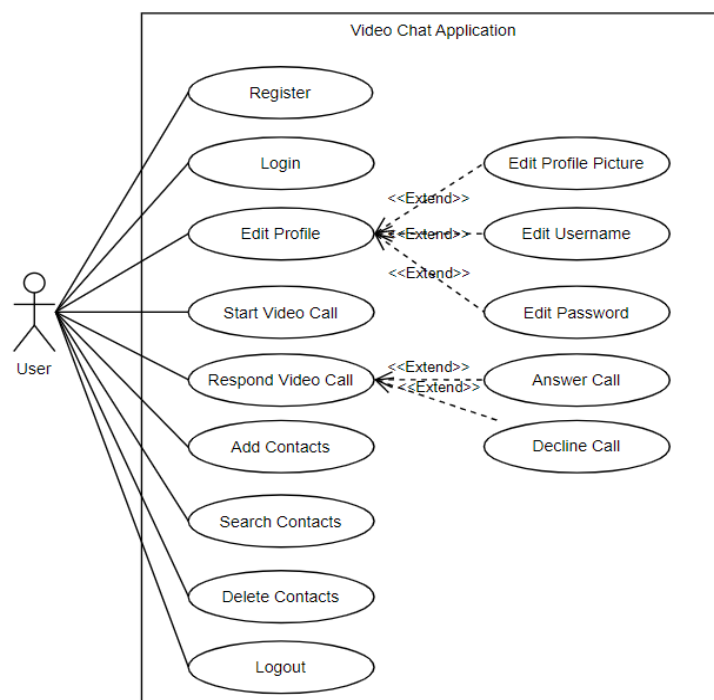 Video Chat Application
Register
Login
Edit Profile Picture
<<Extend>>
Edit Profile
<<Extend>>
Edit Username
<<Extend>>
User
Start Video Call
Edit Password
<<Extend>>
Respond Video Call
<<Extend>>
Answer Call
Add Contacts
Decline Call
Search Contacts
Delete Contacts
Logout